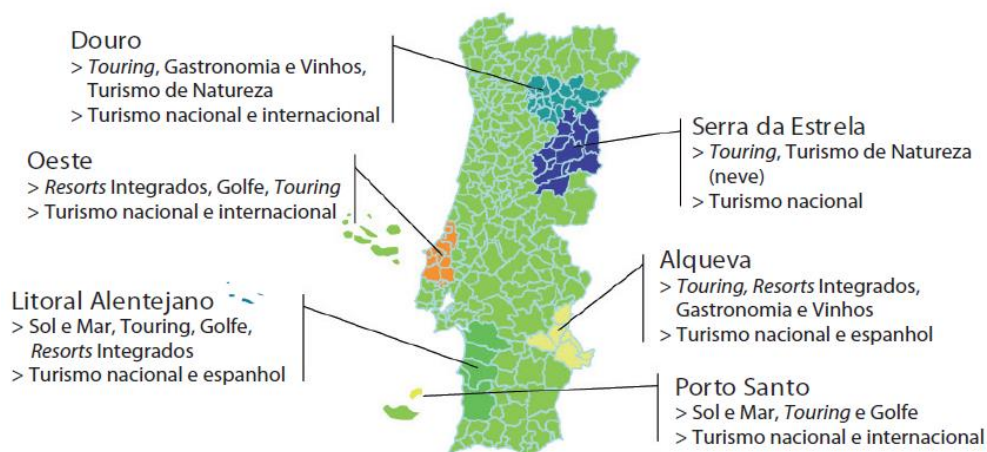 Douro
> Touring, Gastronomia e Vinhos,
Turismo de Natureza
> Turismo nacional e internacional
Oeste
> Resorts Integrados, Golfe, Touring
> Turismo nacional e internacional
Litoral Alentejano
> Sol e Mar, Touring, Golfe,
Resorts Integrados
> Turismo nacional e espanhol
Serra da Estrela
> Touring, Turismo de Natureza
(neve)
> Turismo nacional
Alqueva
> Touring, Resorts Integrados,
Gastronomia e Vinhos
> Turismo nacional e espanhol
Porto Santo
> Sol e Mar, Touring e Golfe
> Turismo nacional e internacional